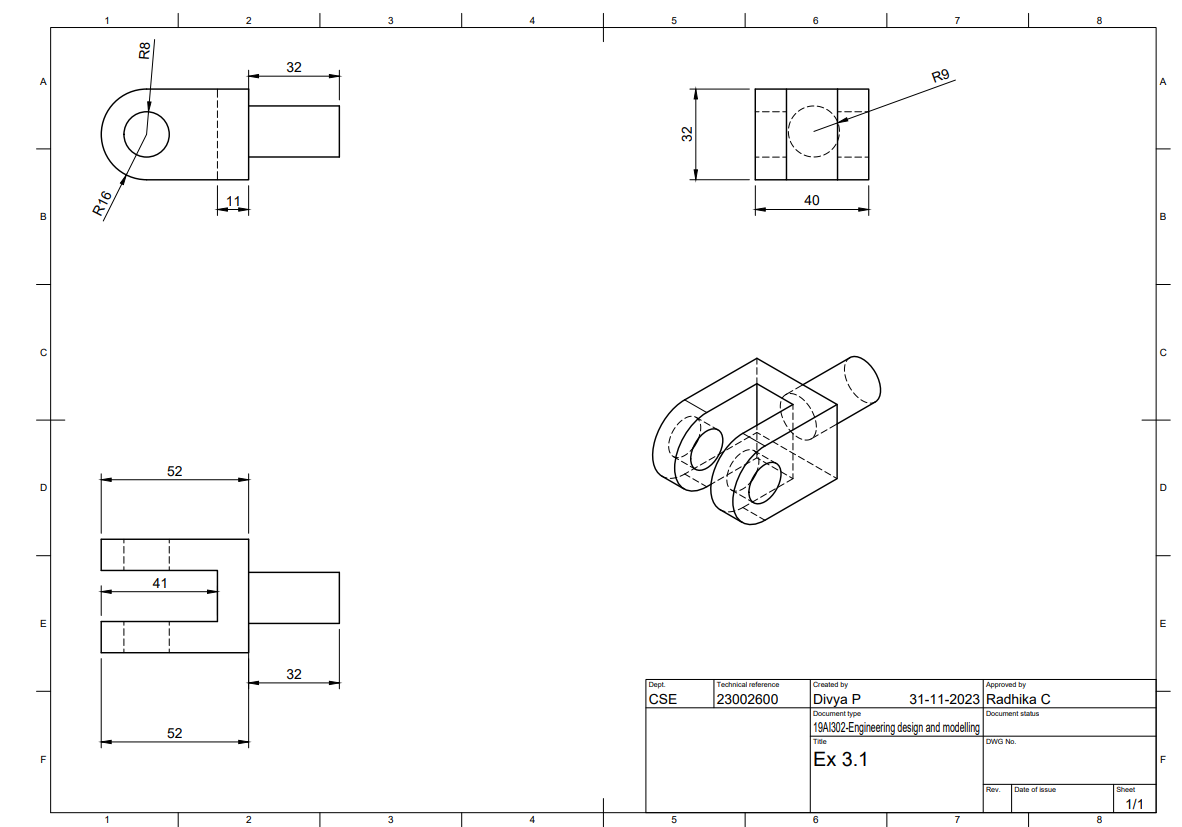 1 2 3 4 5 6 7 8
A A
B B
C C
D D
E E
F F
R8
32
R16
11
R9
32
40
52
41
32
52
Dept.
CSE
Technical reference
23002600
Created by
Divya P 31-11-2023
Approved by
Radhika C
Document type
19AI302-Engineering design and modelling
Document status
Title
Ex 3.1
DWG No.
Rev.
Date of issue
Sheet
1/1
1 2 3 4 5 6 7 8